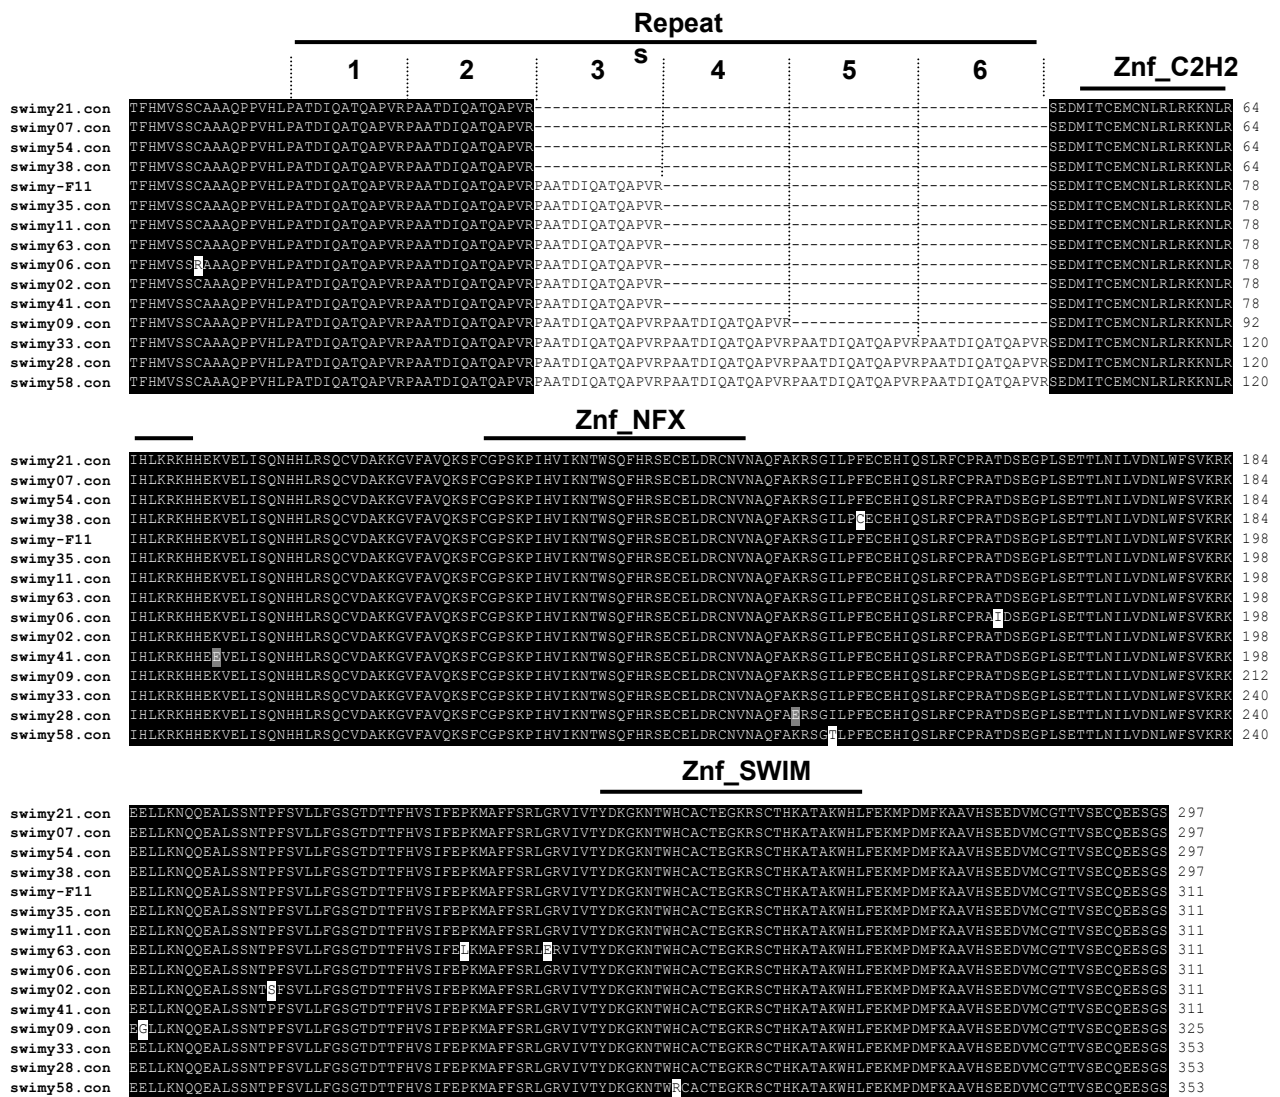 Repeat
s
1 2 3 4 5 6 Znf_C2H2
swimy21.con TFHMVSSCAAAQPPVHLPATDIQATQAPVRPAATDIQATQAPVR--------------------------------------------------------SEDMITCEMCNLRLRKKNLR 64
swimy07.con TFHMVSSCAAAQPPVHLPATDIQATQAPVRPAATDIQATQAPVR--------------------------------------------------------SEDMITCEMCNLRLRKKNLR 64
swimy54.con TFHMVSSCAAAQPPVHLPATDIQATQAPVRPAATDIQATQAPVR--------------------------------------------------------SEDMITCEMCNLRLRKKNLR 64
swimy38.con TFHMVSSCAAAQPPVHLPATDIQATQAPVRPAATDIQATQAPVR--------------------------------------------------------SEDMITCEMCNLRLRKKNLR 64
swimy-F11 TFHMVSSCAAAQPPVHLPATDIQATQAPVRPAATDIQATQAPVRPAATDIQATQAPVR------------------------------------------SEDMITCEMCNLRLRKKNLR 78
swimy35.con TFHMVSSCAAAQPPVHLPATDIQATQAPVRPAATDIQATQAPVRPAATDIQATQAPVR------------------------------------------SEDMITCEMCNLRLRKKNLR 78
swimy11.con TFHMVSSCAAAQPPVHLPATDIQATQAPVRPAATDIQATQAPVRPAATDIQATQAPVR------------------------------------------SEDMITCEMCNLRLRKKNLR 78
swimy63.con TFHMVSSCAAAQPPVHLPATDIQATQAPVRPAATDIQATQAPVRPAATDIQATQAPVR------------------------------------------SEDMITCEMCNLRLRKKNLR 78
swimy06.con TFHMVSSRAAAQPPVHLPATDIQATQAPVRPAATDIQATQAPVRPAATDIQATQAPVR------------------------------------------SEDMITCEMCNLRLRKKNLR 78
swimy02.con TFHMVSSCAAAQPPVHLPATDIQATQAPVRPAATDIQATQAPVRPAATDIQATQAPVR------------------------------------------SEDMITCEMCNLRLRKKNLR 78
swimy41.con TFHMVSSCAAAQPPVHLPATDIQATQAPVRPAATDIQATQAPVRPAATDIQATQAPVR------------------------------------------SEDMITCEMCNLRLRKKNLR 78
swimy09.con TFHMVSSCAAAQPPVHLPATDIQATQAPVRPAATDIQATQAPVRPAATDIQATQAPVRPAATDIQATQAPVR----------------------------SEDMITCEMCNLRLRKKNLR 92
swimy33.con TFHMVSSCAAAQPPVHLPATDIQATQAPVRPAATDIQATQAPVRPAATDIQATQAPVRPAATDIQATQAPVRPAATDIQATQAPVRPAATDIQATQAPVRSEDMITCEMCNLRLRKKNLR 120
swimy28.con TFHMVSSCAAAQPPVHLPATDIQATQAPVRPAATDIQATQAPVRPAATDIQATQAPVRPAATDIQATQAPVRPAATDIQATQAPVRPAATDIQATQAPVRSEDMITCEMCNLRLRKKNLR 120
swimy58.con TFHMVSSCAAAQPPVHLPATDIQATQAPVRPAATDIQATQAPVRPAATDIQATQAPVRPAATDIQATQAPVRPAATDIQATQAPVRPAATDIQATQAPVRSEDMITCEMCNLRLRKKNLR 120
Znf_NFX
swimy21.con IHLKRKHHEKVELISQNHHLRSQCVDAKKGVFAVQKSFCGPSKPIHVIKNTWSQFHRSECELDRCNVNAQFAKRSGILPFECEHIQSLRFCPRATDSEGPLSETTLNILVDNLWFSVKRK 184
swimy07.con IHLKRKHHEKVELISQNHHLRSQCVDAKKGVFAVQKSFCGPSKPIHVIKNTWSQFHRSECELDRCNVNAQFAKRSGILPFECEHIQSLRFCPRATDSEGPLSETTLNILVDNLWFSVKRK 184
swimy54.con IHLKRKHHEKVELISQNHHLRSQCVDAKKGVFAVQKSFCGPSKPIHVIKNTWSQFHRSECELDRCNVNAQFAKRSGILPFECEHIQSLRFCPRATDSEGPLSETTLNILVDNLWFSVKRK 184
swimy38.con IHLKRKHHEKVELISQNHHLRSQCVDAKKGVFAVQKSFCGPSKPIHVIKNTWSQFHRSECELDRCNVNAQFAKRSGILPCECEHIQSLRFCPRATDSEGPLSETTLNILVDNLWFSVKRK 184
swimy-F11 IHLKRKHHEKVELISQNHHLRSQCVDAKKGVFAVQKSFCGPSKPIHVIKNTWSQFHRSECELDRCNVNAQFAKRSGILPFECEHIQSLRFCPRATDSEGPLSETTLNILVDNLWFSVKRK 198
swimy35.con IHLKRKHHEKVELISQNHHLRSQCVDAKKGVFAVQKSFCGPSKPIHVIKNTWSQFHRSECELDRCNVNAQFAKRSGILPFECEHIQSLRFCPRATDSEGPLSETTLNILVDNLWFSVKRK 198
swimy11.con IHLKRKHHEKVELISQNHHLRSQCVDAKKGVFAVQKSFCGPSKPIHVIKNTWSQFHRSECELDRCNVNAQFAKRSGILPFECEHIQSLRFCPRATDSEGPLSETTLNILVDNLWFSVKRK 198
swimy63.con IHLKRKHHEKVELISQNHHLRSQCVDAKKGVFAVQKSFCGPSKPIHVIKNTWSQFHRSECELDRCNVNAQFAKRSGILPFECEHIQSLRFCPRATDSEGPLSETTLNILVDNLWFSVKRK 198
swimy06.con IHLKRKHHEKVELISQNHHLRSQCVDAKKGVFAVQKSFCGPSKPIHVIKNTWSQFHRSECELDRCNVNAQFAKRSGILPFECEHIQSLRFCPRAIDSEGPLSETTLNILVDNLWFSVKRK 198
swimy02.con IHLKRKHHEKVELISQNHHLRSQCVDAKKGVFAVQKSFCGPSKPIHVIKNTWSQFHRSECELDRCNVNAQFAKRSGILPFECEHIQSLRFCPRATDSEGPLSETTLNILVDNLWFSVKRK 198
swimy41.con IHLKRKHHEEVELISQNHHLRSQCVDAKKGVFAVQKSFCGPSKPIHVIKNTWSQFHRSECELDRCNVNAQFAKRSGILPFECEHIQSLRFCPRATDSEGPLSETTLNILVDNLWFSVKRK 198
swimy09.con IHLKRKHHEKVELISQNHHLRSQCVDAKKGVFAVQKSFCGPSKPIHVIKNTWSQFHRSECELDRCNVNAQFAKRSGILPFECEHIQSLRFCPRATDSEGPLSETTLNILVDNLWFSVKRK 212
swimy33.con IHLKRKHHEKVELISQNHHLRSQCVDAKKGVFAVQKSFCGPSKPIHVIKNTWSQFHRSECELDRCNVNAQFAKRSGILPFECEHIQSLRFCPRATDSEGPLSETTLNILVDNLWFSVKRK 240
swimy28.con IHLKRKHHEKVELISQNHHLRSQCVDAKKGVFAVQKSFCGPSKPIHVIKNTWSQFHRSECELDRCNVNAQFAERSGILPFECEHIQSLRFCPRATDSEGPLSETTLNILVDNLWFSVKRK 240
swimy58.con IHLKRKHHEKVELISQNHHLRSQCVDAKKGVFAVQKSFCGPSKPIHVIKNTWSQFHRSECELDRCNVNAQFAKRSGTLPFECEHIQSLRFCPRATDSEGPLSETTLNILVDNLWFSVKRK 240
Znf_SWIM
swimy21.con EELLKNQQEALSSNTPFSVLLFGSGTDTTFHVSIFEPKMAFFSRLGRVIVTYDKGKNTWHCACTEGKRSCTHKATAKWHLFEKMPDMFKAAVHSEEDVMCGTTVSECQEESGS 297
swimy07.con EELLKNQQEALSSNTPFSVLLFGSGTDTTFHVSIFEPKMAFFSRLGRVIVTYDKGKNTWHCACTEGKRSCTHKATAKWHLFEKMPDMFKAAVHSEEDVMCGTTVSECQEESGS 297
swimy54.con EELLKNQQEALSSNTPFSVLLFGSGTDTTFHVSIFEPKMAFFSRLGRVIVTYDKGKNTWHCACTEGKRSCTHKATAKWHLFEKMPDMFKAAVHSEEDVMCGTTVSECQEESGS 297
swimy38.con EELLKNQQEALSSNTPFSVLLFGSGTDTTFHVSIFEPKMAFFSRLGRVIVTYDKGKNTWHCACTEGKRSCTHKATAKWHLFEKMPDMFKAAVHSEEDVMCGTTVSECQEESGS 297
swimy-F11 EELLKNQQEALSSNTPFSVLLFGSGTDTTFHVSIFEPKMAFFSRLGRVIVTYDKGKNTWHCACTEGKRSCTHKATAKWHLFEKMPDMFKAAVHSEEDVMCGTTVSECQEESGS 311
swimy35.con EELLKNQQEALSSNTPFSVLLFGSGTDTTFHVSIFEPKMAFFSRLGRVIVTYDKGKNTWHCACTEGKRSCTHKATAKWHLFEKMPDMFKAAVHSEEDVMCGTTVSECQEESGS 311
swimy11.con EELLKNQQEALSSNTPFSVLLFGSGTDTTFHVSIFEPKMAFFSRLGRVIVTYDKGKNTWHCACTEGKRSCTHKATAKWHLFEKMPDMFKAAVHSEEDVMCGTTVSECQEESGS 311
swimy63.con EELLKNQQEALSSNTPFSVLLFGSGTDTTFHVSIFELKMAFFSRLERVIVTYDKGKNTWHCACTEGKRSCTHKATAKWHLFEKMPDMFKAAVHSEEDVMCGTTVSECQEESGS 311
swimy06.con EELLKNQQEALSSNTPFSVLLFGSGTDTTFHVSIFEPKMAFFSRLGRVIVTYDKGKNTWHCACTEGKRSCTHKATAKWHLFEKMPDMFKAAVHSEEDVMCGTTVSECQEESGS 311
swimy02.con EELLKNQQEALSSNTSFSVLLFGSGTDTTFHVSIFEPKMAFFSRLGRVIVTYDKGKNTWHCACTEGKRSCTHKATAKWHLFEKMPDMFKAAVHSEEDVMCGTTVSECQEESGS 311
swimy41.con EELLKNQQEALSSNTPFSVLLFGSGTDTTFHVSIFEPKMAFFSRLGRVIVTYDKGKNTWHCACTEGKRSCTHKATAKWHLFEKMPDMFKAAVHSEEDVMCGTTVSECQEESGS 311
swimy09.con EGLLKNQQEALSSNTPFSVLLFGSGTDTTFHVSIFEPKMAFFSRLGRVIVTYDKGKNTWHCACTEGKRSCTHKATAKWHLFEKMPDMFKAAVHSEEDVMCGTTVSECQEESGS 325
swimy33.con EELLKNQQEALSSNTPFSVLLFGSGTDTTFHVSIFEPKMAFFSRLGRVIVTYDKGKNTWHCACTEGKRSCTHKATAKWHLFEKMPDMFKAAVHSEEDVMCGTTVSECQEESGS 353
swimy28.con EELLKNQQEALSSNTPFSVLLFGSGTDTTFHVSIFEPKMAFFSRLGRVIVTYDKGKNTWHCACTEGKRSCTHKATAKWHLFEKMPDMFKAAVHSEEDVMCGTTVSECQEESGS 353
swimy58.con EELLKNQQEALSSNTPFSVLLFGSGTDTTFHVSIFEPKMAFFSRLGRVIVTYDKGKNTWRCACTEGKRSCTHKATAKWHLFEKMPDMFKAAVHSEEDVMCGTTVSECQEESGS 353